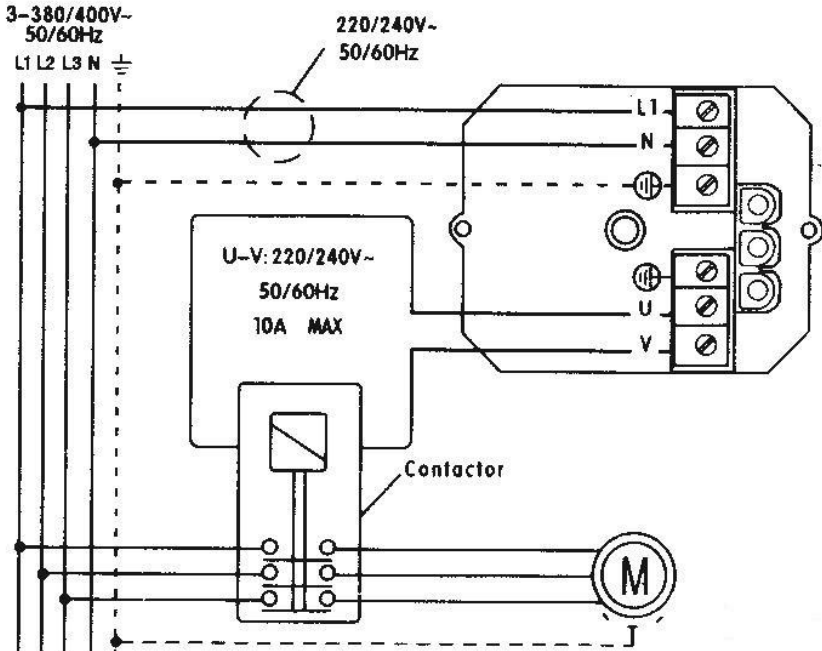 3-380/400V~
50/60Hz
L1 L2 L3 N
220/240V~
50/60Hz
L1
N
U-V: 220/240V~
50/60Hz
10A MAX
U
V
Contactor
M